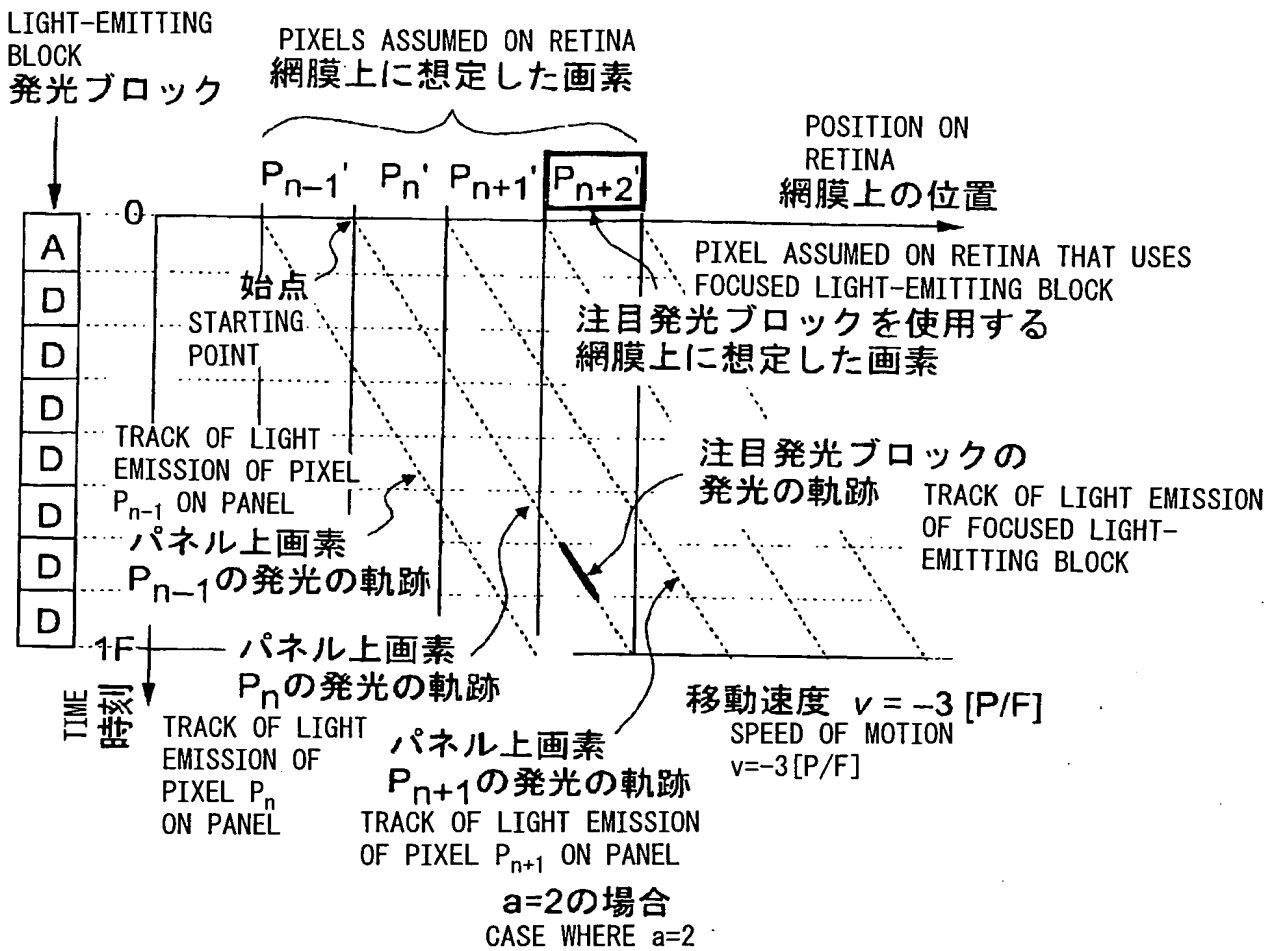 LIGHT-EMITTING
BLOCK
発光ブロック
PIXELS ASSUMED ON RETINA
網膜上に想定した画素
POSITION ON
RETINA
網膜上の位置
Pn-1' Pn' Pn+1' Pn+2'
0
A
D
D
D
D
D
D
D
始点
STARTING
POINT
PIXEL ASSUMED ON RETINA THAT USES
FOCUSED LIGHT-EMITTING BLOCK
注目発光ブロックを使用する
網膜上に想定した画素
TRACK OF LIGHT
EMISSION OF PIXEL
Pn-1 ON PANEL
パネル上画素
Pn-1の発光の軌跡
注目発光ブロックの
発光の軌跡
TRACK OF LIGHT EMISSION
OF FOCUSED LIGHT-
EMITTING BLOCK
1F
TIME
時刻
パネル上画素
Pnの発光の軌跡
TRACK OF LIGHT
EMISSION OF
PIXEL Pn
ON PANEL
パネル上画素
Pn+1の発光の軌跡
TRACK OF LIGHT EMISSION
OF PIXEL Pn+1 ON PANEL
移動速度 v = -3 [P/F]
SPEED OF MOTION
v=-3[P/F]
a=2の場合
CASE WHERE a=2